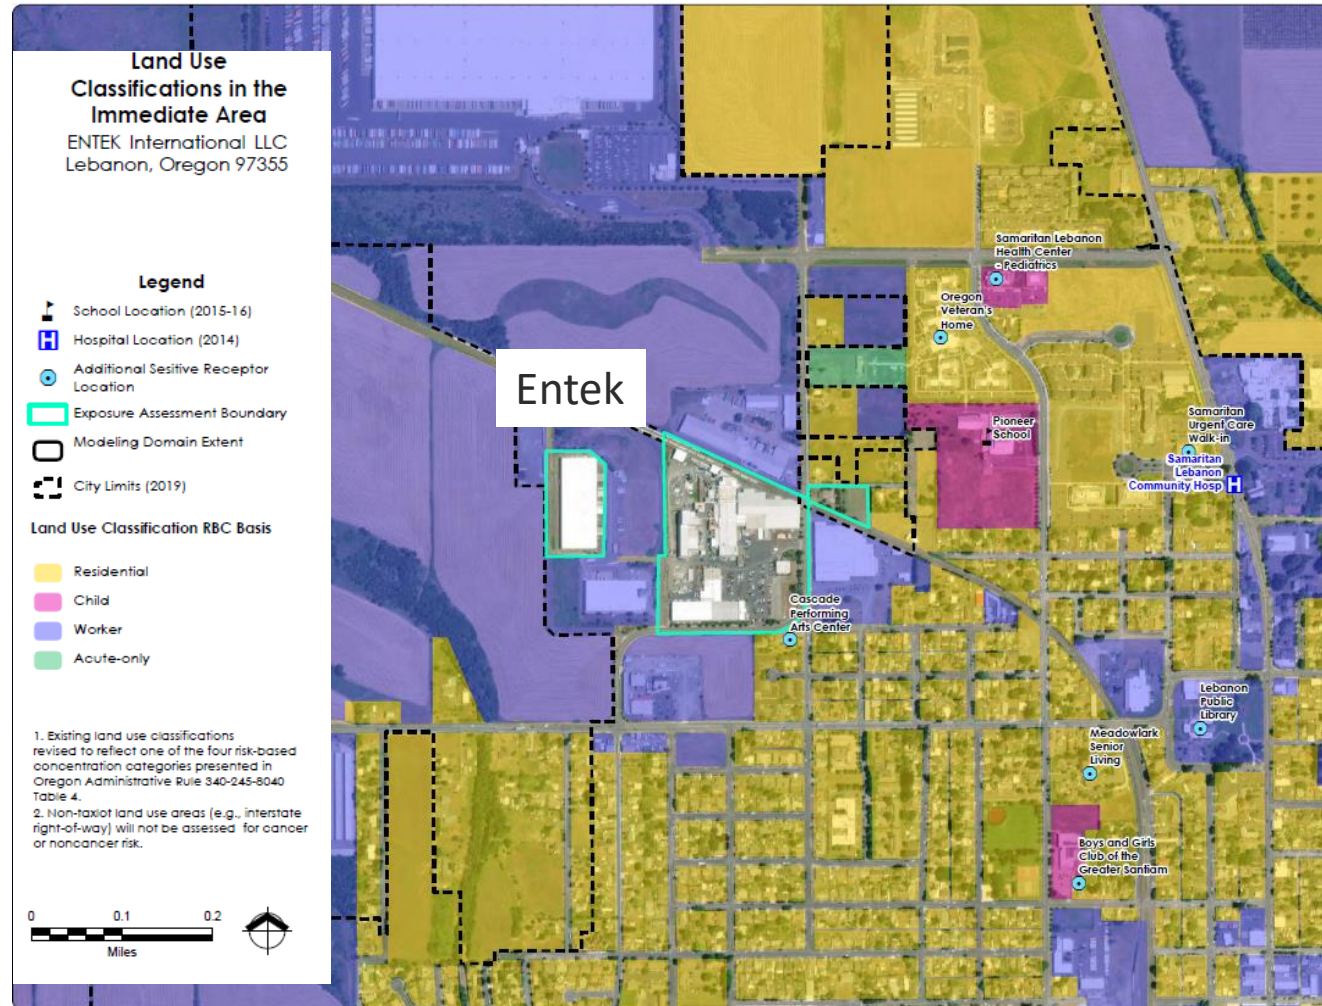 Land Use
Classifications in the
Immediate Area
ENTEK International LLC
Lebanon, Oregon 97355
Legend
School Location (2015-16)
H
Hospital Location (2014)
Additional Sesitive Receptor
Location
Exposure Assessment Boundary
Modeling Domain Extent
City Limits (2019)
Land Use Classification RBC Basis
Residential
Child
Worker
Acute-only
1. Existing land use classifications
revised to reflect one of the four risk-based
concentration categories presented in
Oregon Administrative Rule 340-245-8040
Table 4.
2. Non-taxlot land use areas (e.g., interstate
right-of-way) will not be assessed for cancer
or noncancer risk.
0 0.1 0.2
Miles
Entek
Samaritan Lebanon
Health Center
- Pediatrics
Oregon
Veteran's
Home
Pioneer
School
Samaritan
Urgent Care
Walk-in
Samaritan
Lebanon
Community Hosp
H
Cascade
Performing
Arts Center
Lebanon
Public
Library
Meadowlark
Senior
Living
Boys and Girls
Club of the
Greater Santiam